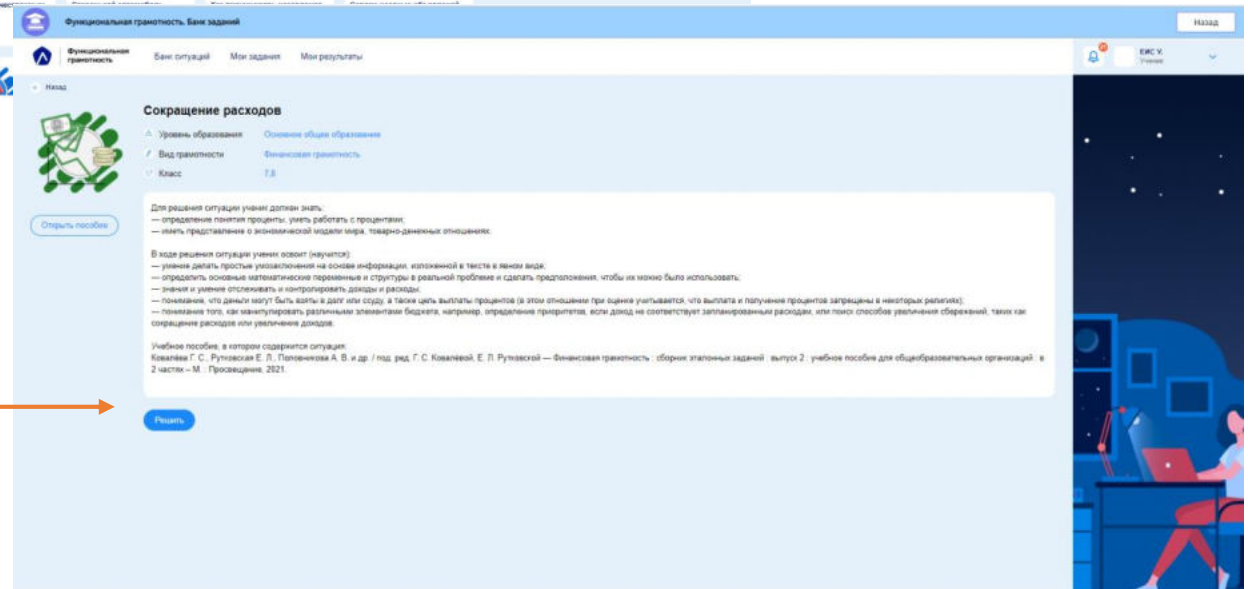 Функциональная грамотность. Банк заданий
Назад
Функциональная
грамотность
Банк ситуаций Мои задания Мои результаты
ЕИС У.
Ученик
Назад
Сокращение расходов
Уровень образования Основное общее образование
Вид грамотности Финансовая грамотность
Класс 7,8
Открыть пособие
Для решения ситуации ученик должен знать:
— определение понятия проценты, уметь работать с процентами;
— иметь представление о экономической модели мира, товарно-денежных отношениях.
В ходе решения ситуации ученик освоит (научится):
— умение делать простые умозаключения на основе информации, изложенной в тексте в явном виде;
— определить основные математические переменные и структуры в реальной проблеме и сделать предположения, чтобы их можно было использовать;
— знания и умение отслеживать и контролировать доходы и расходы;
— понимание, что деньги могут быть взяты в долг или ссуду, а также цель выплаты процентов (в этом отношении при оценке учитывается, что выплата и получение процентов запрещены в некоторых религиях);
— понимание того, как манипулировать различными элементами бюджета, например, определение приоритетов, если доход не соответствует запланированным расходам, или поиск способов увеличения сбережений, таких как
сокращение расходов или увеличение доходов.
Учебное пособие, в котором содержится ситуация:
Ковалёва Г. С., Рутковская Е. Л., Половникова А. В. и др. / под. ред. Г. С. Ковалёвой, Е. Л. Рутковской — Финансовая грамотность : сборник эталонных заданий : выпуск 2 : учебное пособие для общеобразовательных организаций : в
2 частях – М. : Просвещение, 2021.
Решить